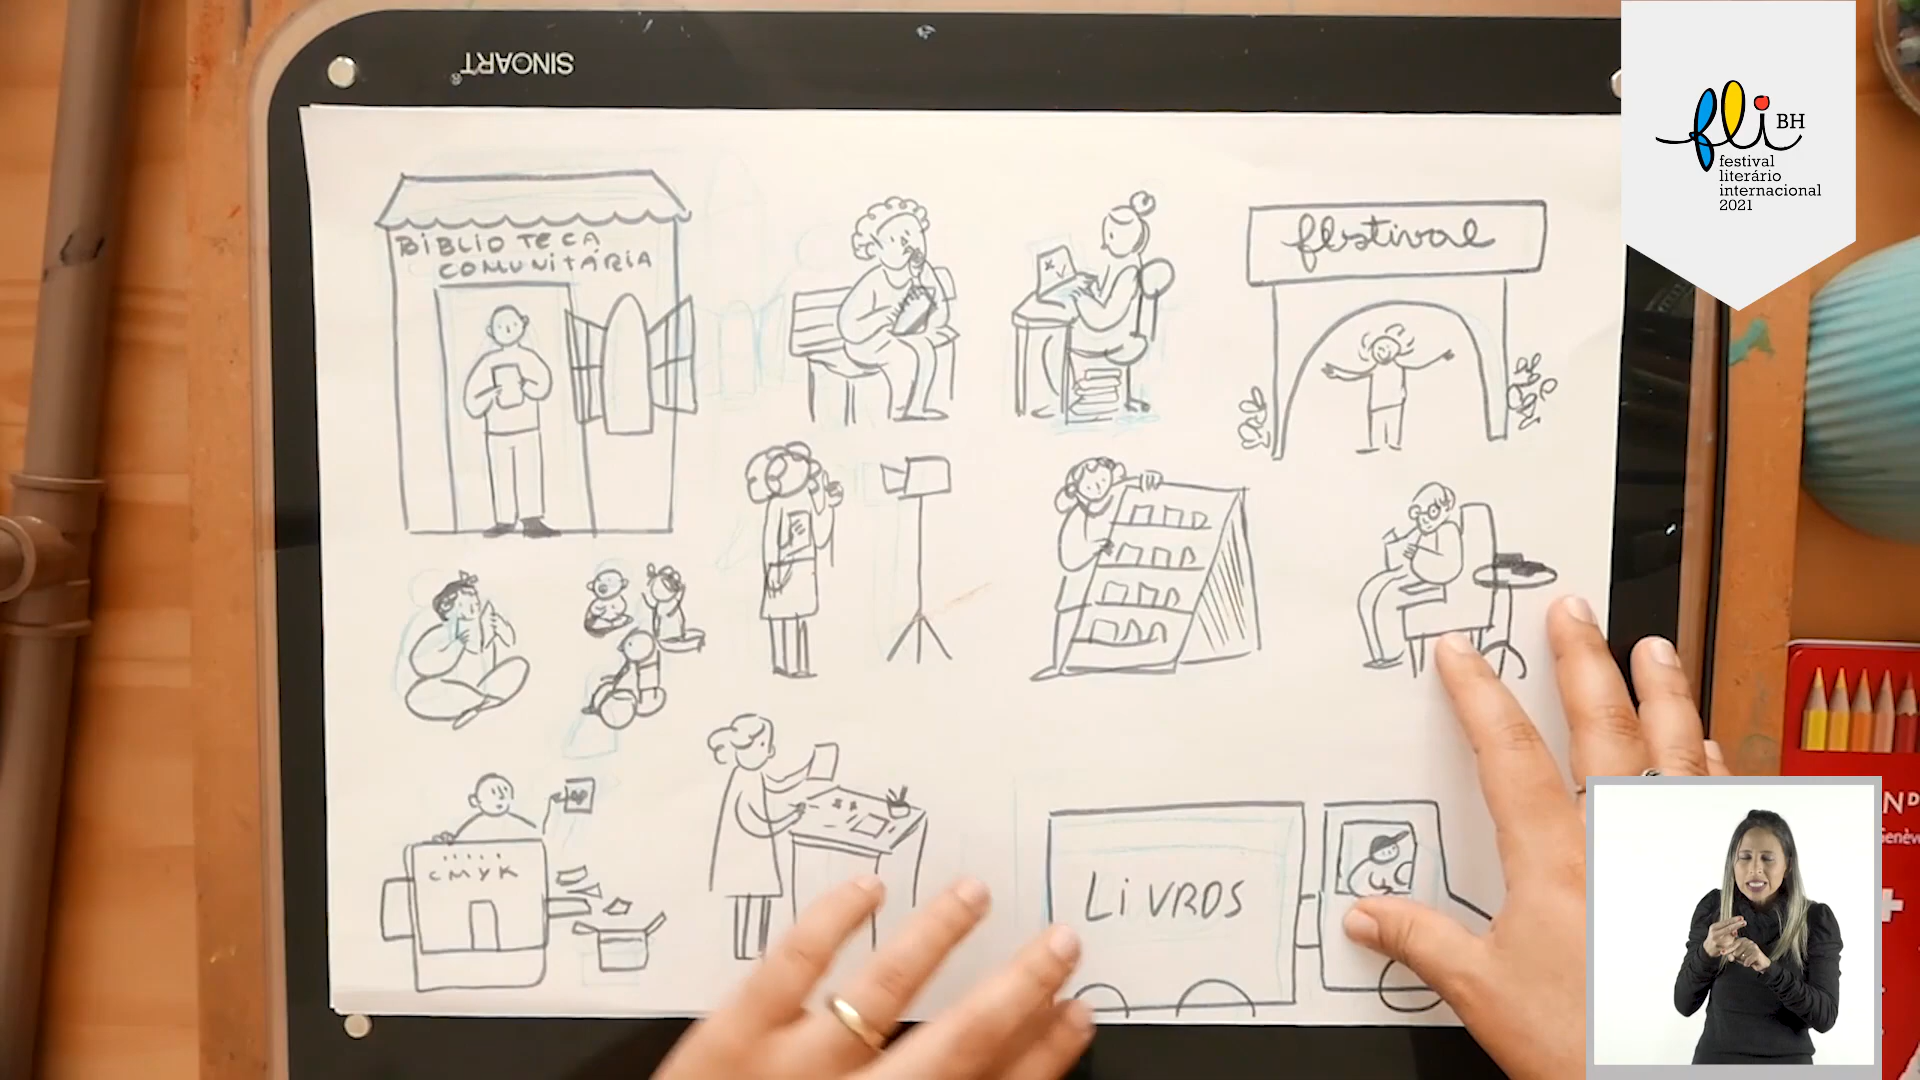 SINOART®
BIBLIOTECA
COMUNITÁRIA
festival
CMYK
LIVROS
fli BH
festival
literário
internacional
2021